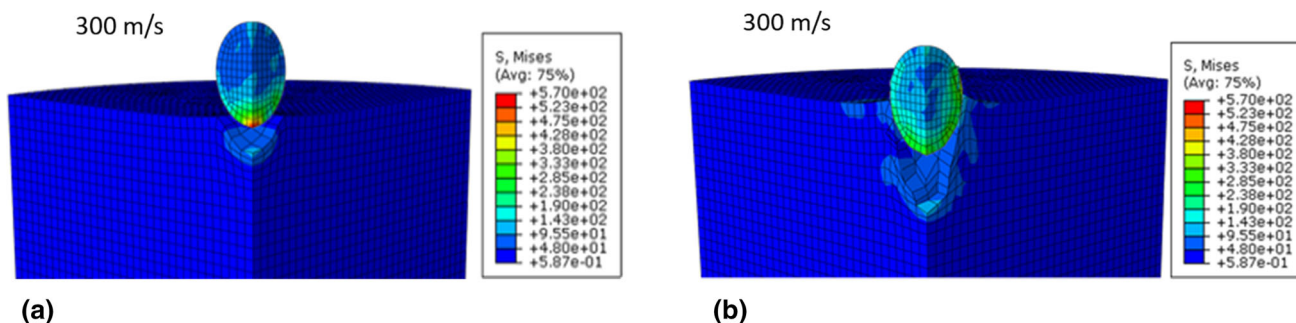 300 m/s
S, Mises
(Avg: 75%)
+5.70e+02
+5.23e+02
+4.75e+02
+4.28e+02
+3.80e+02
+3.33e+02
+2.85e+02
+2.38e+02
+1.90e+02
+1.43e+02
+9.55e+01
+4.80e+01
+5.87e-01
(a)
300 m/s
S, Mises
(Avg: 75%)
+5.70e+02
+5.23e+02
+4.75e+02
+4.28e+02
+3.80e+02
+3.33e+02
+2.85e+02
+2.38e+02
+1.90e+02
+1.43e+02
+9.55e+01
+4.80e+01
+5.87e-01
(b)